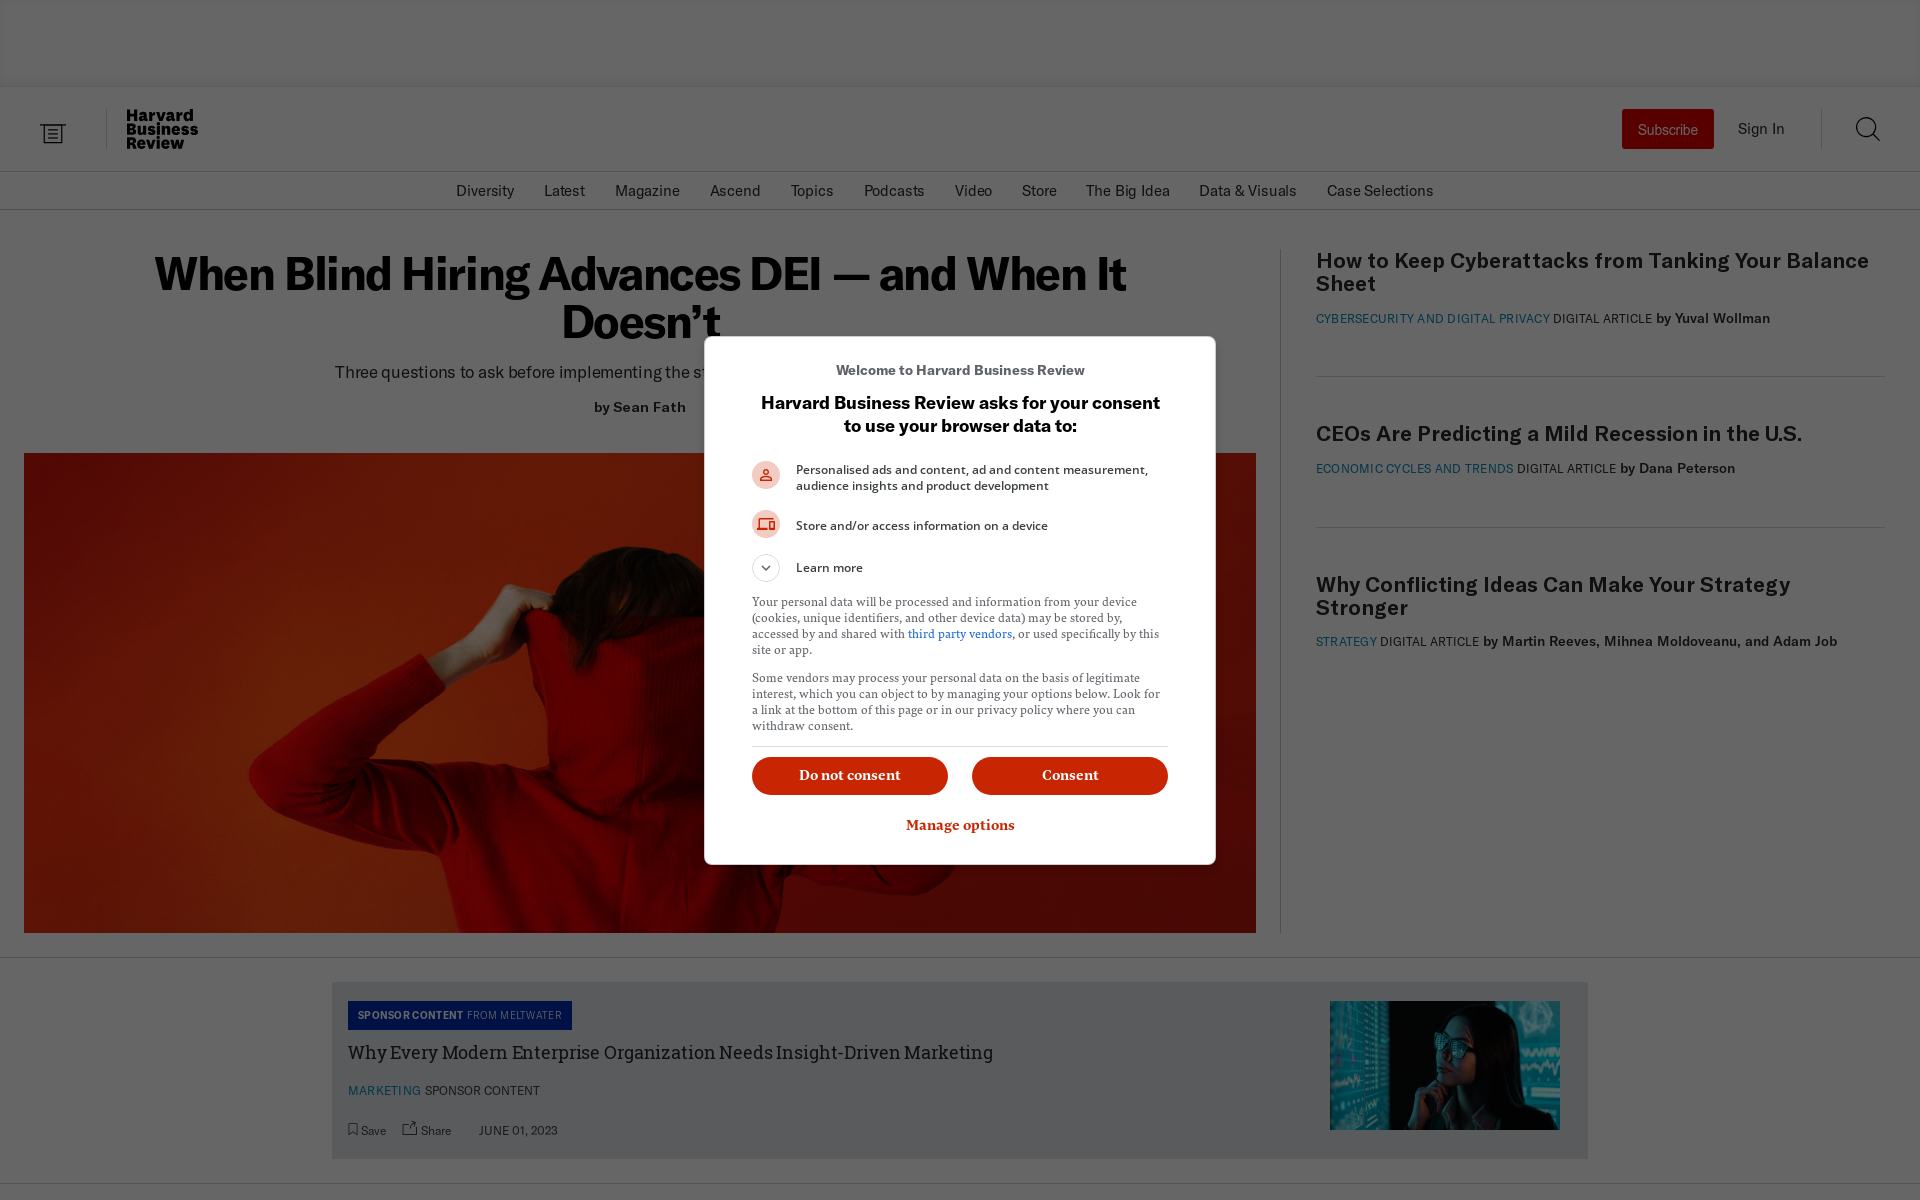 Harvard
Business
Review
Subscribe
Sign In
Diversity
Latest
Magazine
Ascend
Topics
Podcasts
Video
Store
The Big Idea
Data & Visuals
Case Selections
When Blind Hiring Advances DEI — and When It
Doesn’t
Three questions to ask before implementing the
by Sean Fath
How to Keep Cyberattacks from Tanking Your Balance
Sheet
CYBERSECURITY AND DIGITAL PRIVACY DIGITAL ARTICLE by Yuval Wollman
CEOs Are Predicting a Mild Recession in the U.S.
ECONOMIC CYCLES AND TRENDS DIGITAL ARTICLE by Dana Peterson
Why Conflicting Ideas Can Make Your Strategy
Stronger
STRATEGY DIGITAL ARTICLE by Martin Reeves, Mihnea Moldoveanu, and Adam Job
Welcome to Harvard Business Review
Harvard Business Review asks for your consent
to use your browser data to:
Personalised ads and content, ad and content measurement,
audience insights and product development
Store and/or access information on a device
Learn more
Your personal data will be processed and information from your device
(cookies, unique identifiers, and other device data) may be stored by,
accessed by and shared with third party vendors, or used specifically by this
site or app.
Some vendors may process your personal data on the basis of legitimate
interest, which you can object to by managing your options below. Look for
a link at the bottom of this page or in our privacy policy where you can
withdraw consent.
Do not consent
Consent
Manage options
SPONSOR CONTENT FROM MELTWATER
Why Every Modern Enterprise Organization Needs Insight-Driven Marketing
MARKETING SPONSOR CONTENT
Save
Share
JUNE 01, 2023